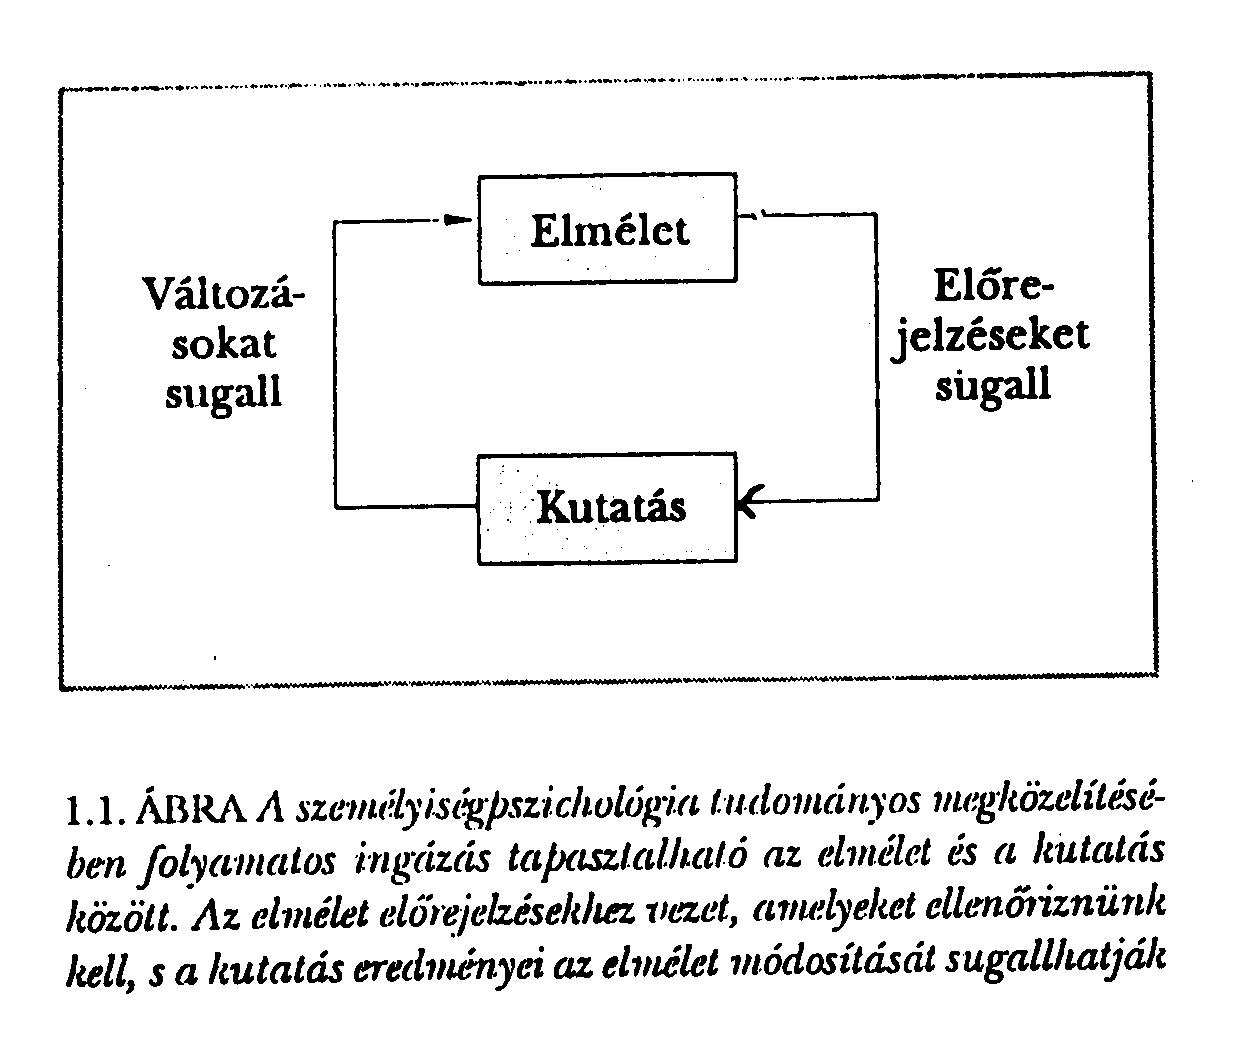 Elmélet
Változá-
sokat
sugall
Előre-
jelzéseket
sugall
Kutatás
1.1. ÁBRA A személyiségpszichológia tudományos megközelítésé-
ben folyamatos ingázás tapasztalható az elmélet és a kutatás
között. Az elmélet előrejelzésekhez vezet, amelyeket ellenőriznünk
kell, s a kutatás eredményei az elmélet módosítását sugallhatják